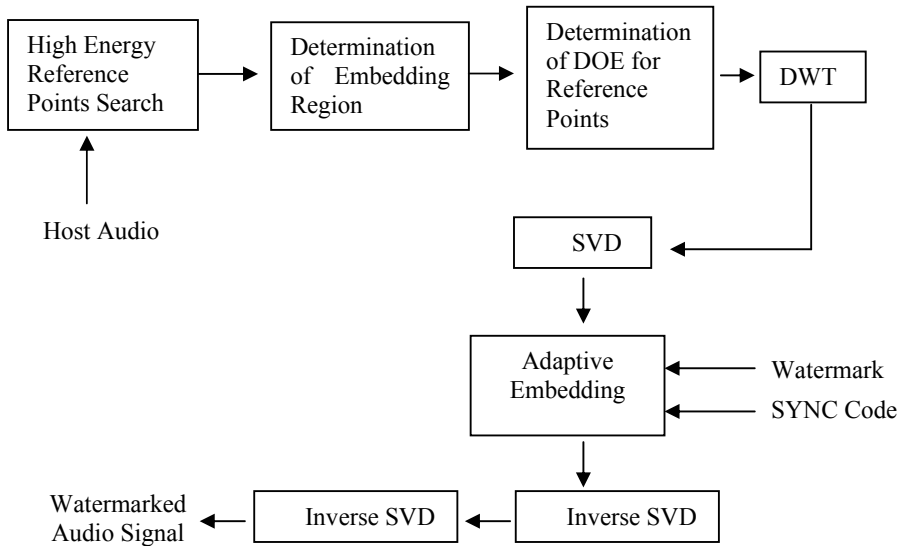 High Energy
Reference
Points Search
Determination
of Embedding
Region
Determination
of DOE for
Reference
Points
DWT
Host Audio
SVD
Adaptive
Embedding
Watermark
SYNC Code
Watermarked
Audio Signal
Inverse SVD
Inverse SVD